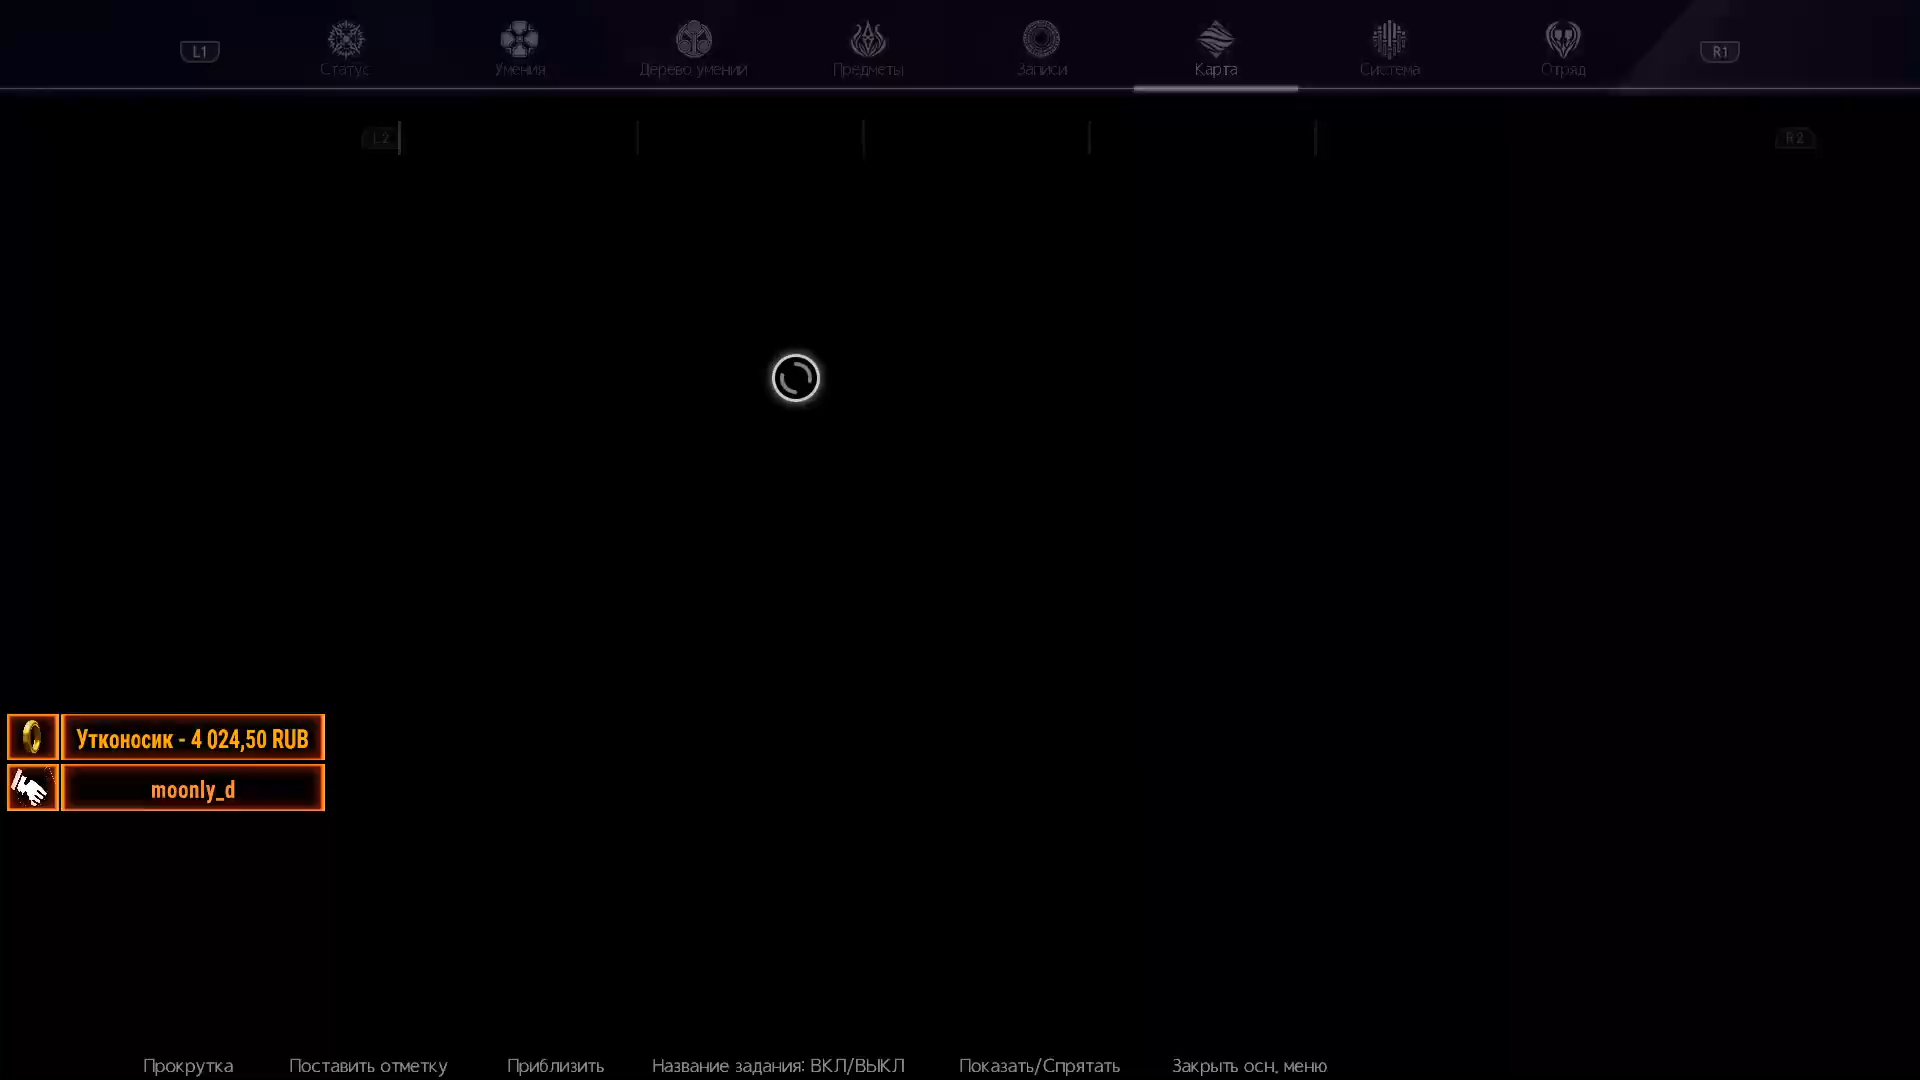 L1
Статус
Умения
Дерево умений
Предметы
Записи
Карта
Система
Отряд
R1
L2
R2
Утконосик - 4 024,50 RUB
moonly_d
Прокрутка
Поставить отметку
Приблизить
Название задания: ВКЛ/ВЫКЛ
Показать/Спрятать
Закрыть осн. меню